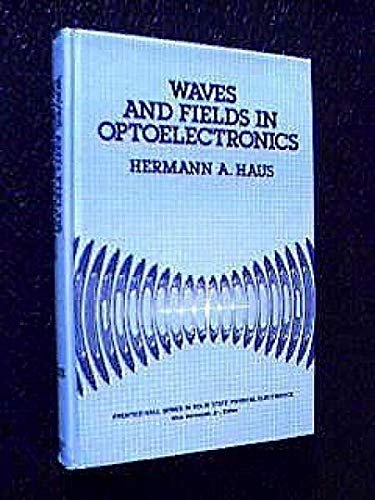 WAVES
AND FIELDS IN
OPTOELECTRONICS
HERMANN A. HAUS
PRENTICE-HALL SERIES IN SOLID STATE PHYSICAL ELECTRONICS